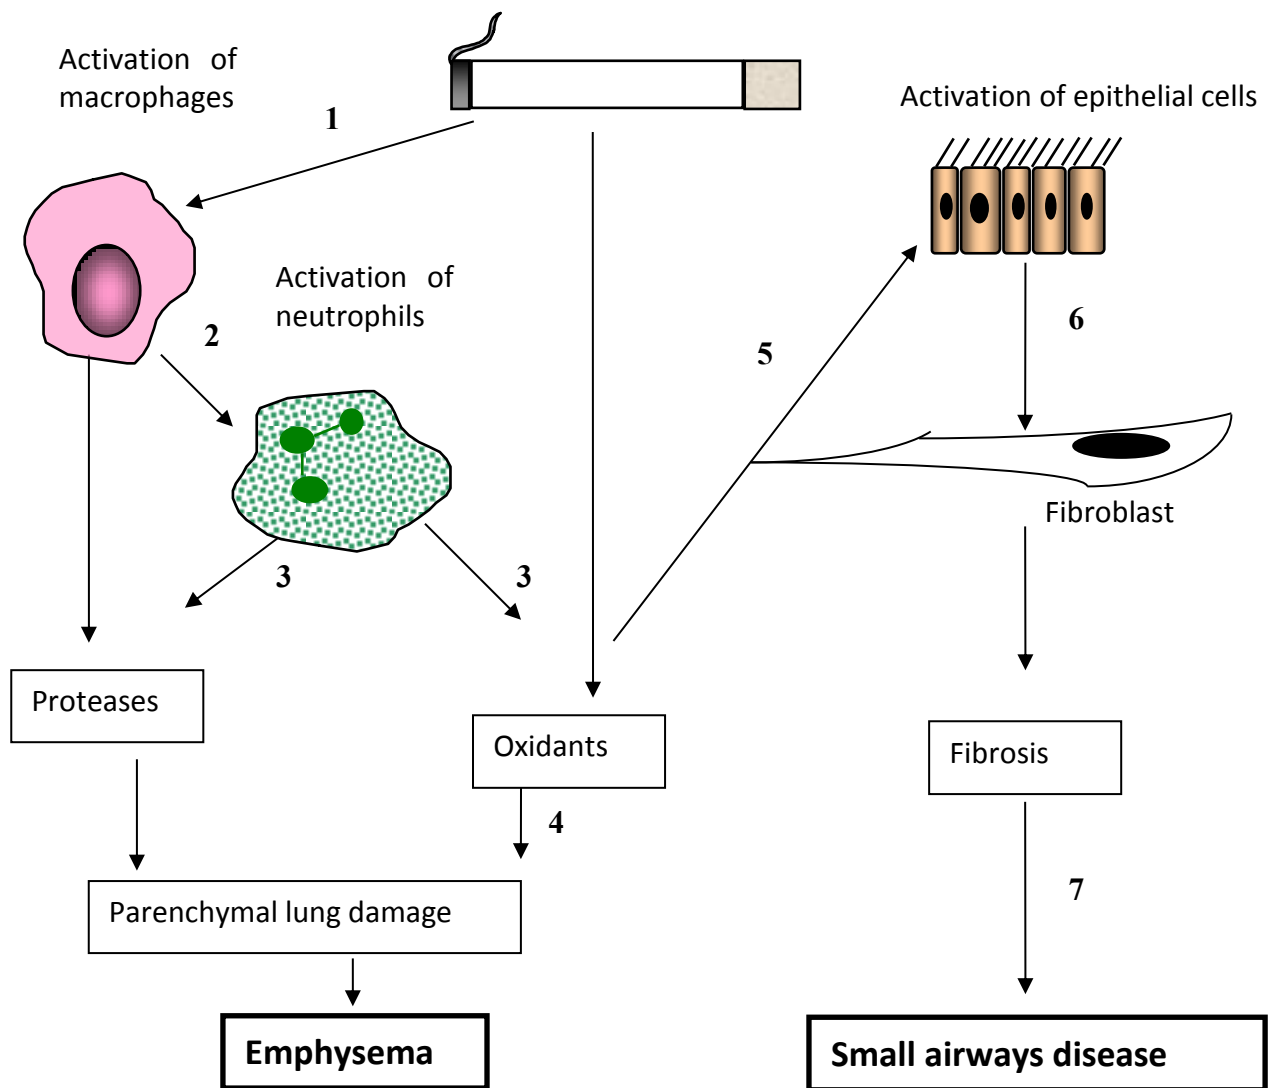 Activation of
macrophages
1
Activation of epithelial cells
Activation of
neutrophils
2
5
6
3
3
Fibroblast
Proteases
Oxidants
Fibrosis
4
Parenchymal lung damage
7
Emphysema
Small airways disease